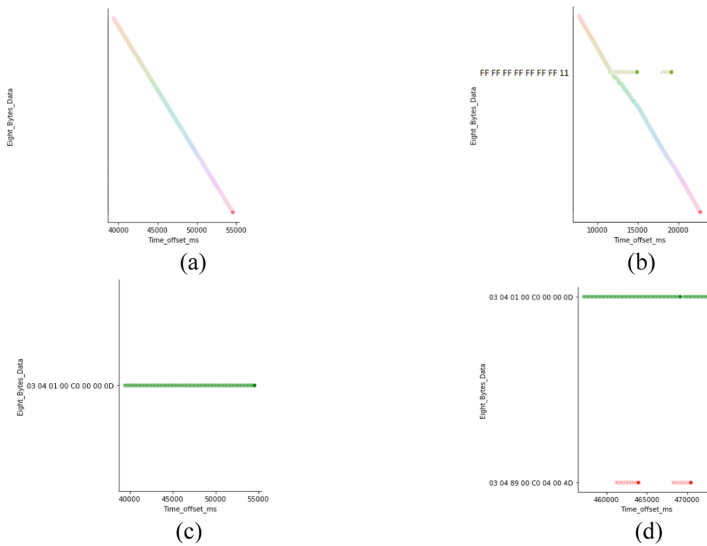 Eight_Bytes_Data
40000 45000 50000 55000
Time_offset_ms
(a)
FF FF FF FF FF FF FF 11
Eight_Bytes_Data
10000 15000 20000
Time_offset_ms
(b)
03 04 01 00 C0 00 00 0D
Eight_Bytes_Data
40000 45000 50000 55000
Time_offset_ms
(c)
03 04 01 00 C0 00 00 0D
Eight_Bytes_Data
03 04 89 00 C0 04 00 4D
460000 465000 470000
Time_offset_ms
(d)